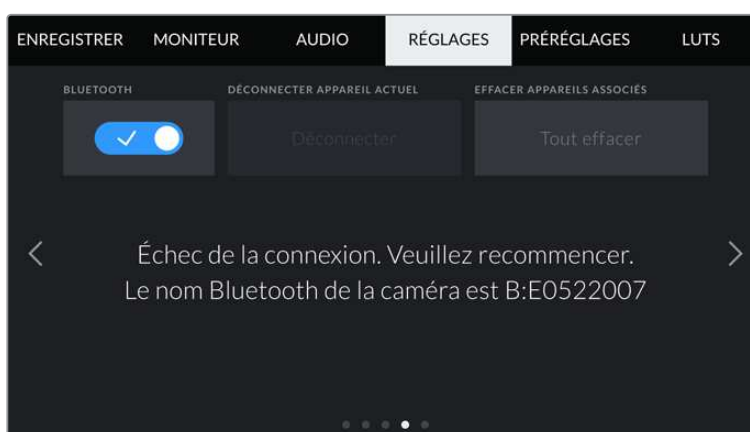 ENREGISTRER MONITEUR AUDIO RÉGLAGES PRÉRÉGLAGES LUTS
BLUETOOTH DÉCONNECTER APPAREIL ACTUEL EFFACER APPAREILS ASSOCIÉS
Déconnecter Tout effacer
Échec de la connexion. Veuillez recommencer.
Le nom Bluetooth de la caméra est B:E0522007